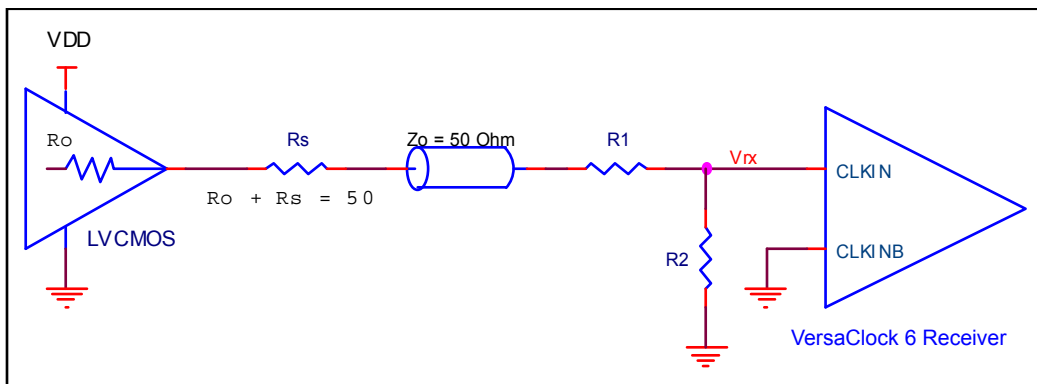 VDD
Ro
Rs
Zo = 50 Ohm
R1
Vrx
CLKIN
Ro + Rs = 50
LVCMOS
R2
CLKINB
VersaClock 6 Receiver